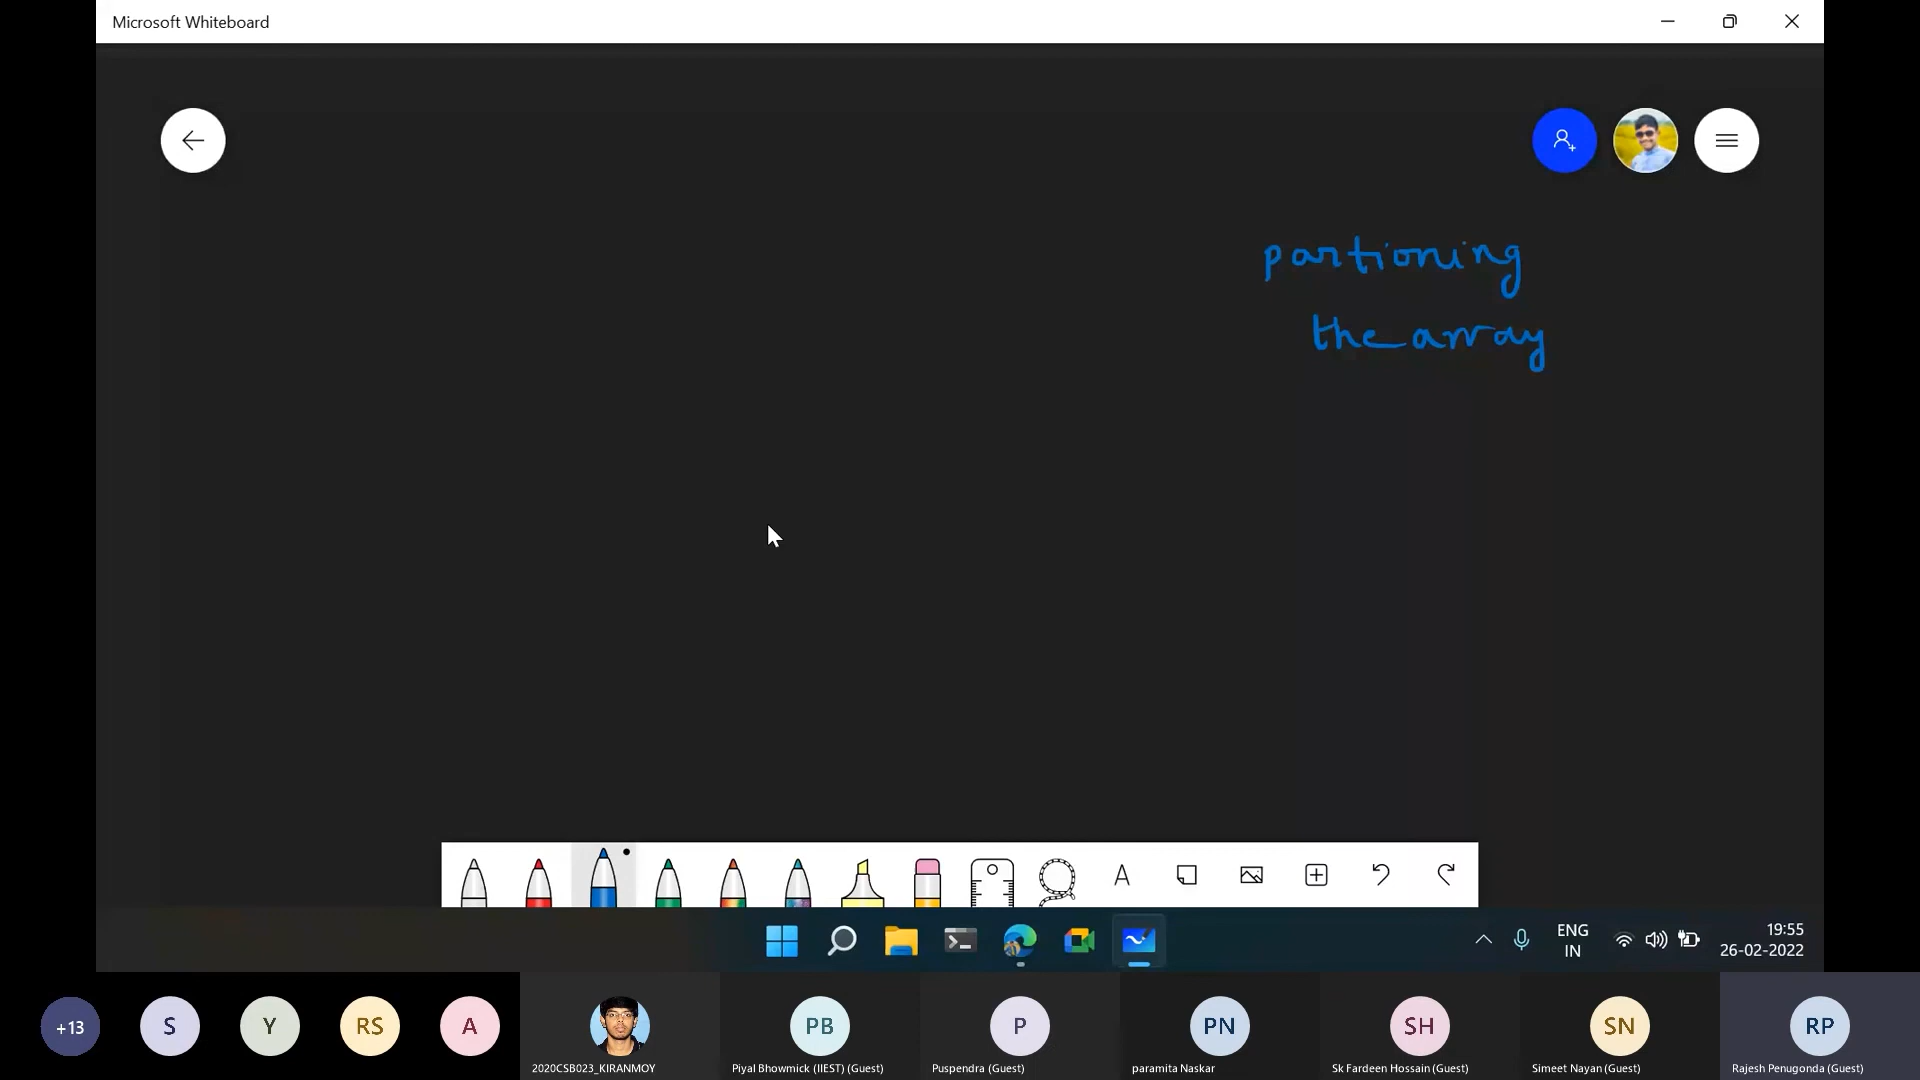 Microsoft Whiteboard
partioning
the array
A
ENG
IN
19:55
26-02-2022
+13
S
Y
RS
A
PB
P
PN
SH
SN
RP
2020CSB023_KIRANMOY
Piyal Bhowmick (IIEST) (Guest)
Puspendra (Guest)
paramita Naskar
Sk Fardeen Hossain (Guest)
Simeet Nayan (Guest)
Rajesh Penugonda (Guest)